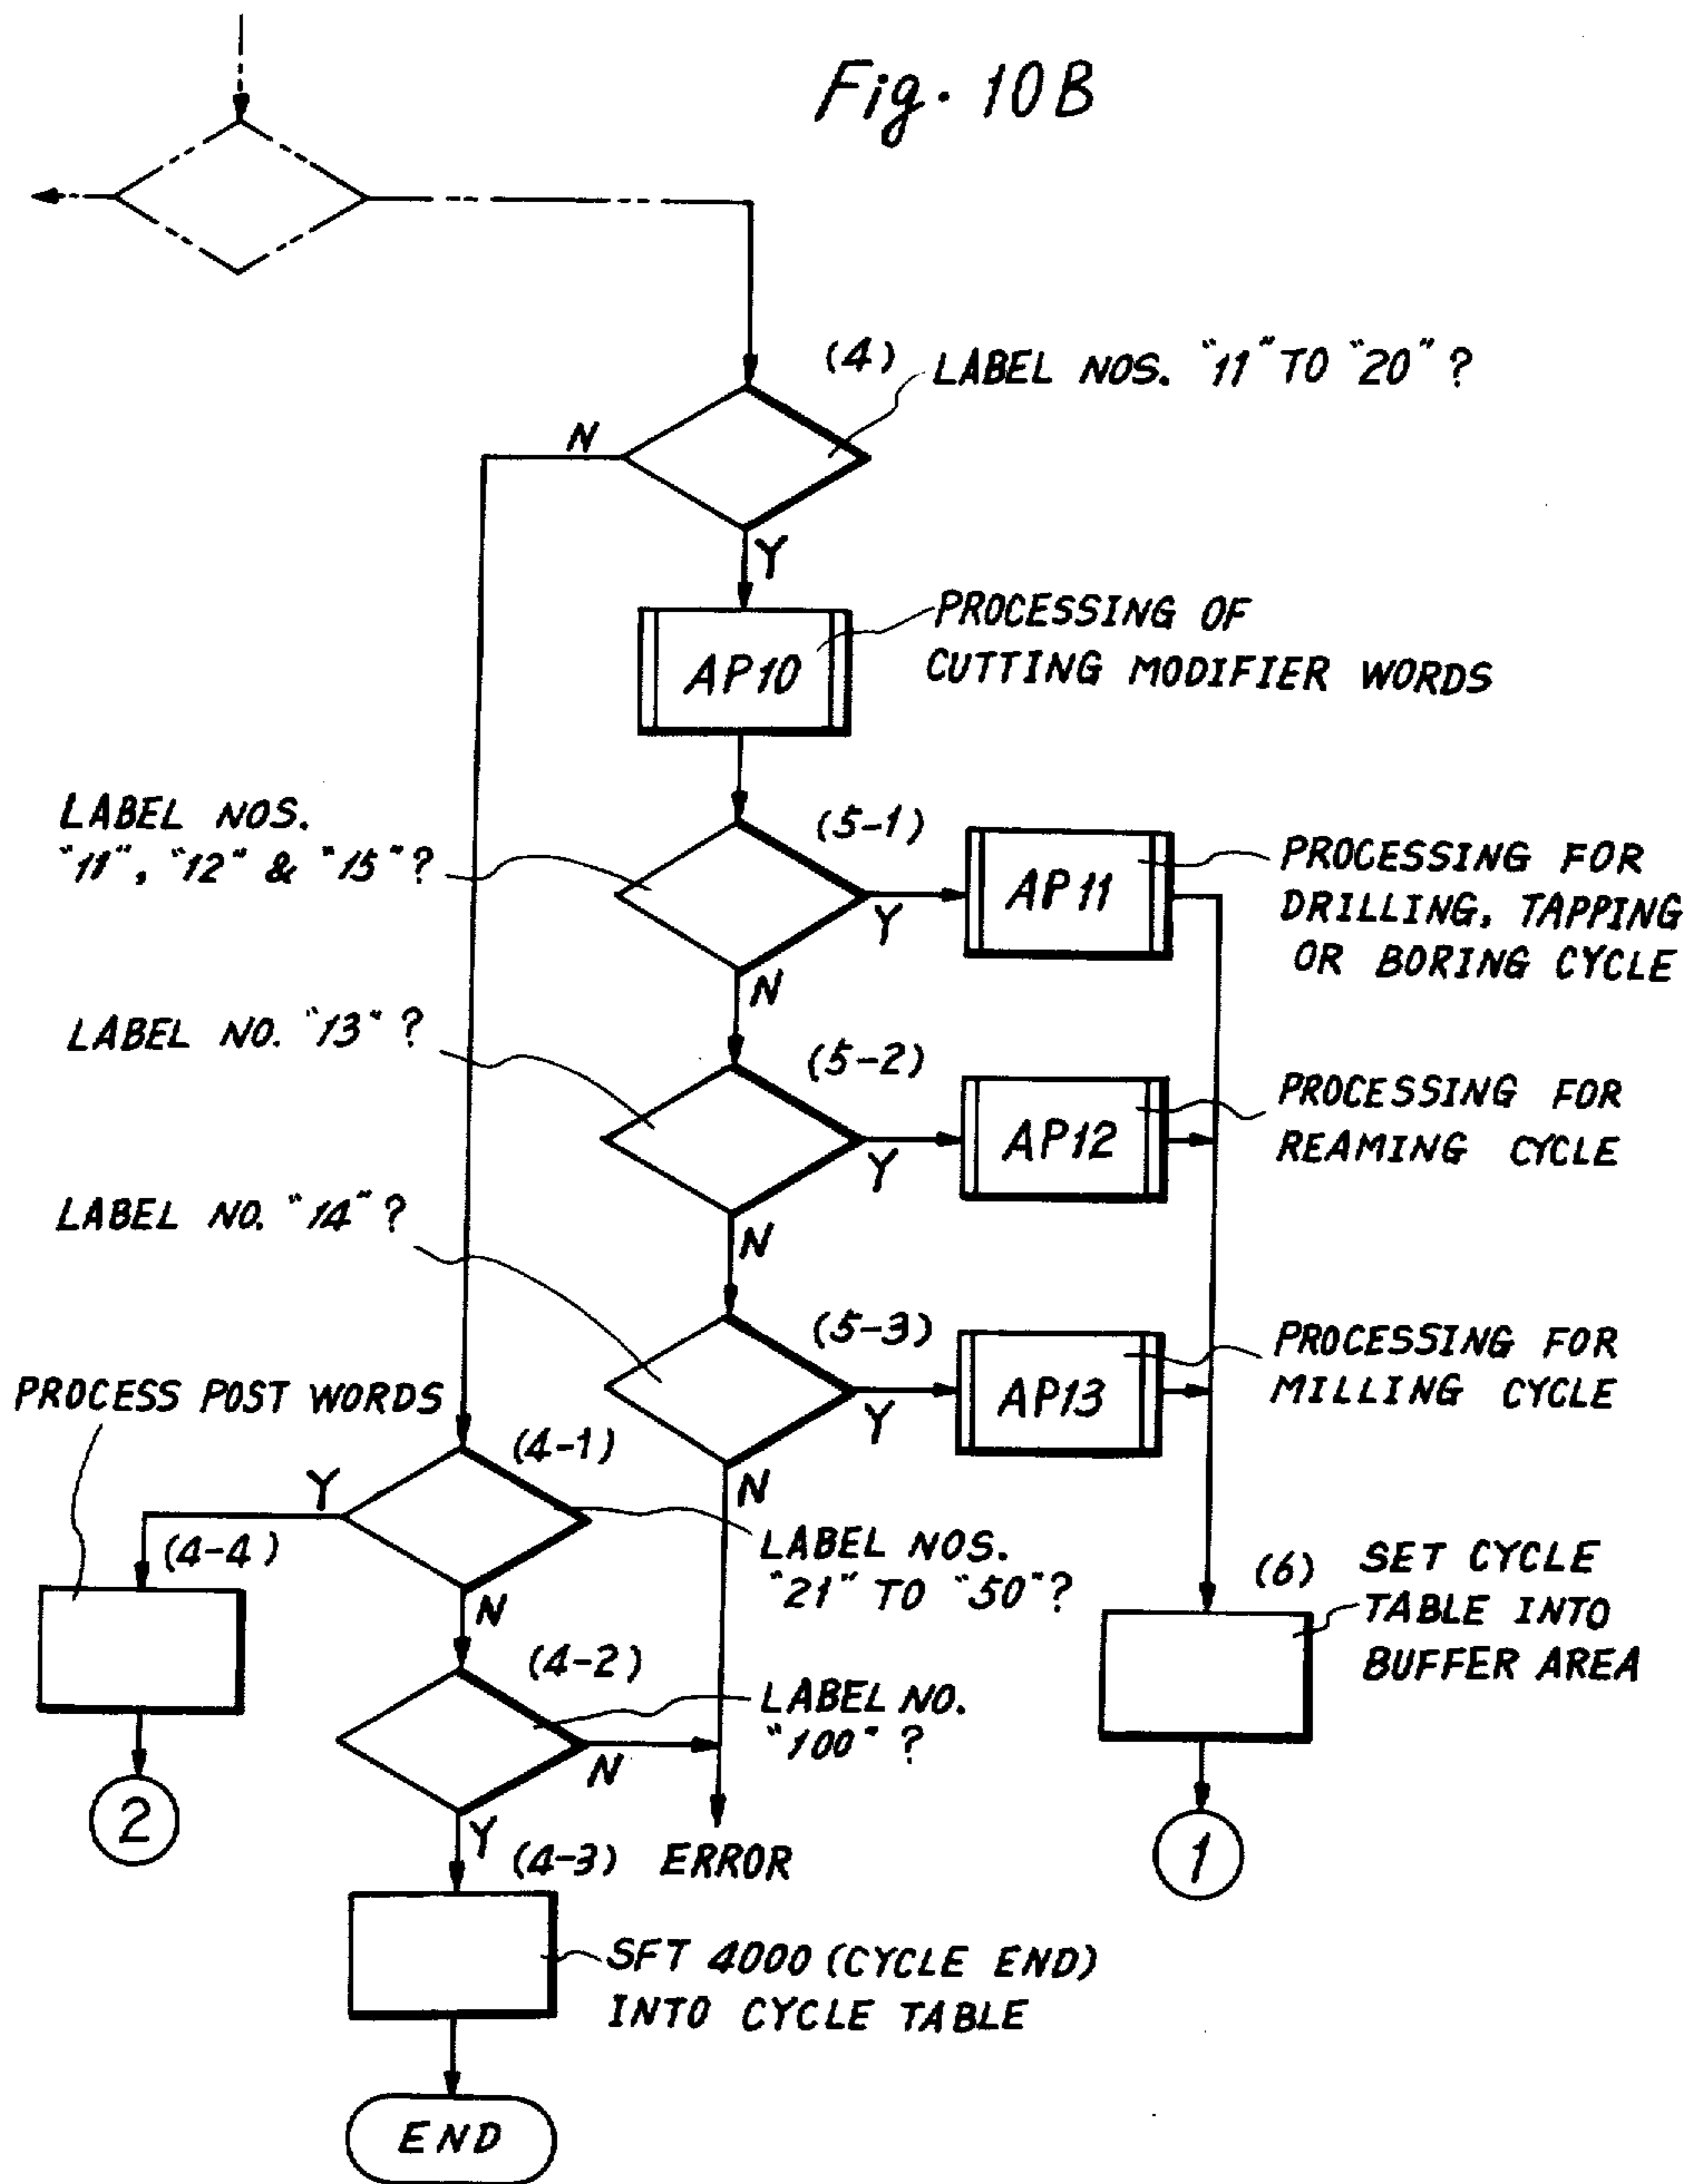 Fig. 10B
(4) LABEL NOS. "11" TO "20" ?
N
Y
AP10
PROCESSING OF
CUTTING MODIFIER WORDS
LABEL NOS.
"11", "12" & "15" ?
(5-1)
Y
AP11
PROCESSING FOR
DRILLING, TAPPING
OR BORING CYCLE
N
LABEL NO. "13" ?
(5-2)
Y
AP12
PROCESSING FOR
REAMING CYCLE
N
LABEL NO. "14" ?
(5-3)
Y
AP13
PROCESSING FOR
MILLING CYCLE
N
PROCESS POST WORDS
(4-1)
Y
(4-4)
LABEL NOS.
"21" TO "50" ?
N
(6) SET CYCLE
TABLE INTO
BUFFER AREA
(4-2)
LABEL NO.
"100" ?
N
2
Y
(4-3) ERROR
1
SFT 4000 (CYCLE END)
INTO CYCLE TABLE
END